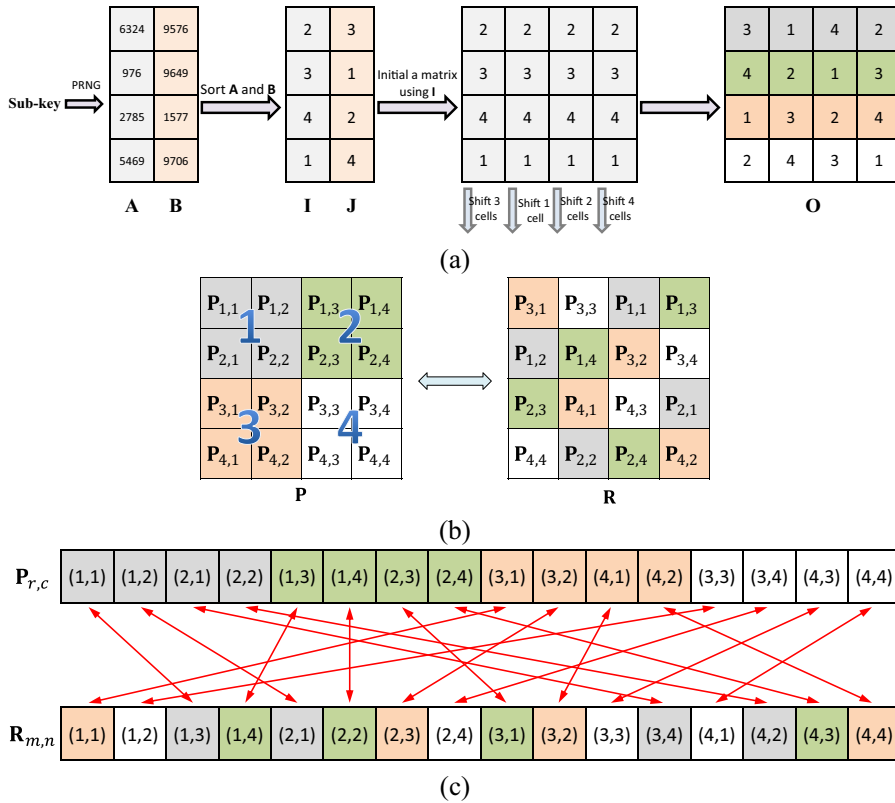 6324 9576 2 3 2 2 2 2 3 1 4 2
976 9649 3 1 3 3 3 3 4 2 1 3
PRNG Sort A and B Initial a matrix
using I
Sub-key
2785 1577 4 2 4 4 4 4 1 3 2 4
5469 9706 1 4 1 1 1 1 2 4 3 1
A B I J O
Shift 3 cells Shift 1 cell Shift 2 cells Shift 4 cells
(a)
P1,1 P1,2 P1,3 P1,4 P3,1 P3,3 P1,1 P1,3
1 2
P2,1 P2,2 P2,3 P2,4 P1,2 P1,4 P3,2 P3,4
P3,1 P3,2 P3,3 P3,4 P2,3 P4,1 P4,3 P2,1
3 4
P4,1 P4,2 P4,3 P4,4 P4,4 P2,2 P2,4 P4,2
P R
(b)
Pr,c (1,1) (1,2) (2,1) (2,2) (1,3) (1,4) (2,3) (2,4) (3,1) (3,2) (4,1) (4,2) (3,3) (3,4) (4,3) (4,4)
Rm,n (1,1) (1,2) (1,3) (1,4) (2,1) (2,2) (2,3) (2,4) (3,1) (3,2) (3,3) (3,4) (4,1) (4,2) (4,3) (4,4)
(c)